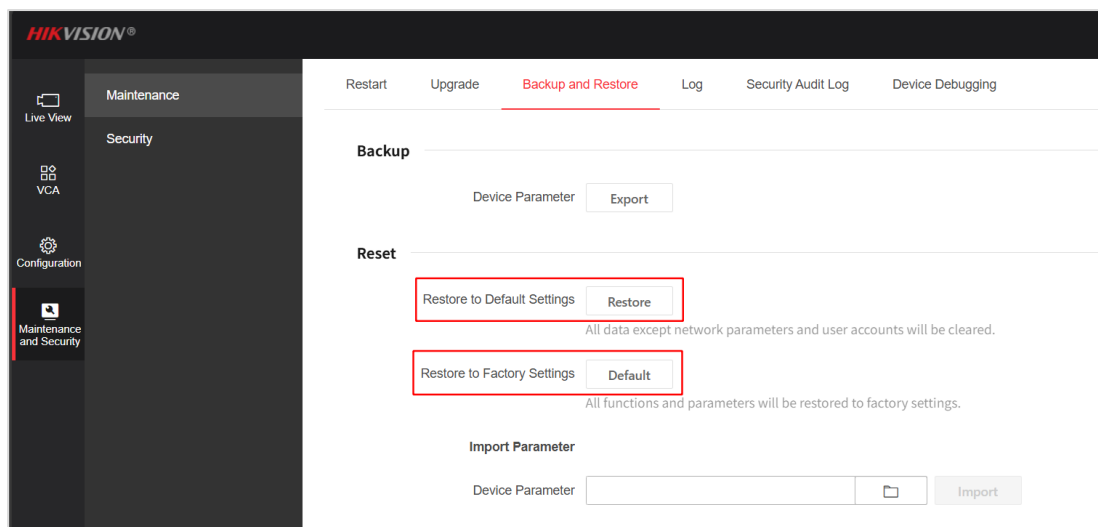 HIKVISION®
Live View
VCA
Configuration
Maintenance
and Security
Maintenance
Security
Restart Upgrade Backup and Restore Log Security Audit Log Device Debugging
Backup
Device Parameter Export
Reset
Restore to Default Settings Restore
All data except network parameters and user accounts will be cleared.
Restore to Factory Settings Default
All functions and parameters will be restored to factory settings.
Import Parameter
Device Parameter Import